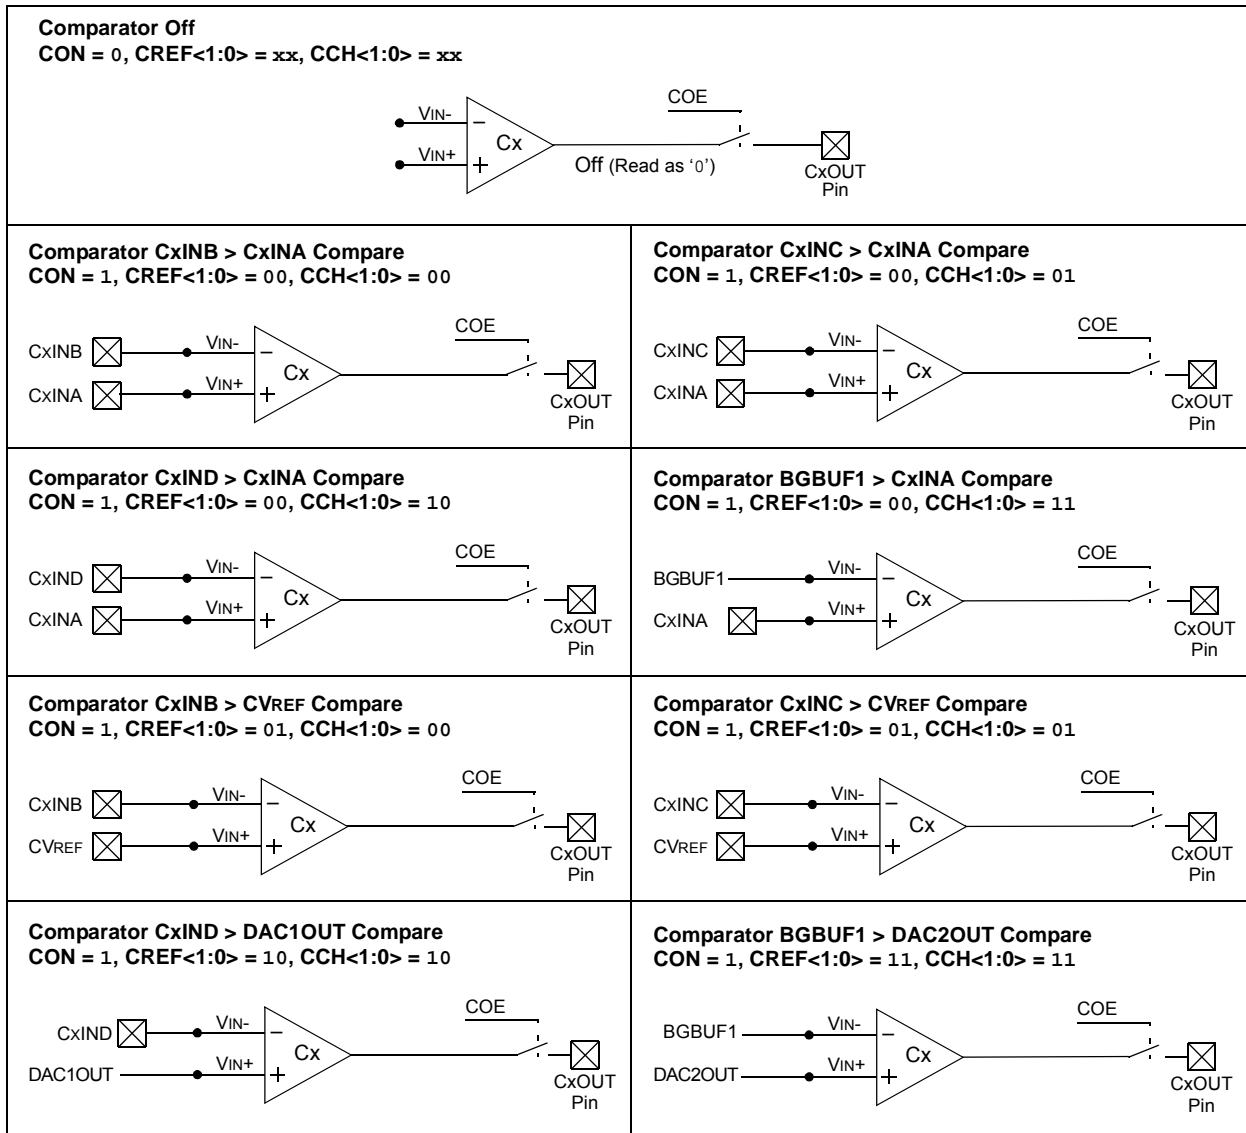 Comparator Off
CON = 0, CREF<1:0> = xx, CCH<1:0> = xx
COE
VIN-
–
Cx
VIN+
+
Off (Read as ‘0’)
CxOUT
Pin
Comparator CxINB > CxINA Compare
CON = 1, CREF<1:0> = 00, CCH<1:0> = 00
COE
CxINB
VIN-
–
Cx
CxINA
VIN+
+
CxOUT
Pin
Comparator CxINC > CxINA Compare
CON = 1, CREF<1:0> = 00, CCH<1:0> = 01
COE
CxINC
VIN-
–
Cx
CxINA
VIN+
+
CxOUT
Pin
Comparator CxIND > CxINA Compare
CON = 1, CREF<1:0> = 00, CCH<1:0> = 10
COE
CxIND
VIN-
–
Cx
CxINA
VIN+
+
CxOUT
Pin
Comparator BGBUF1 > CxINA Compare
CON = 1, CREF<1:0> = 00, CCH<1:0> = 11
COE
BGBUF1
VIN-
–
Cx
CxINA
VIN+
+
CxOUT
Pin
Comparator CxINB > CVREF Compare
CON = 1, CREF<1:0> = 01, CCH<1:0> = 00
COE
CxINB
VIN-
–
Cx
CVREF
VIN+
+
CxOUT
Pin
Comparator CxINC > CVREF Compare
CON = 1, CREF<1:0> = 01, CCH<1:0> = 01
COE
CxINC
VIN-
–
Cx
CVREF
VIN+
+
CxOUT
Pin
Comparator CxIND > DAC1OUT Compare
CON = 1, CREF<1:0> = 10, CCH<1:0> = 10
COE
CxIND
VIN-
–
Cx
DAC1OUT
VIN+
+
CxOUT
Pin
Comparator BGBUF1 > DAC2OUT Compare
CON = 1, CREF<1:0> = 11, CCH<1:0> = 11
COE
BGBUF1
VIN-
–
Cx
DAC2OUT
VIN+
+
CxOUT
Pin